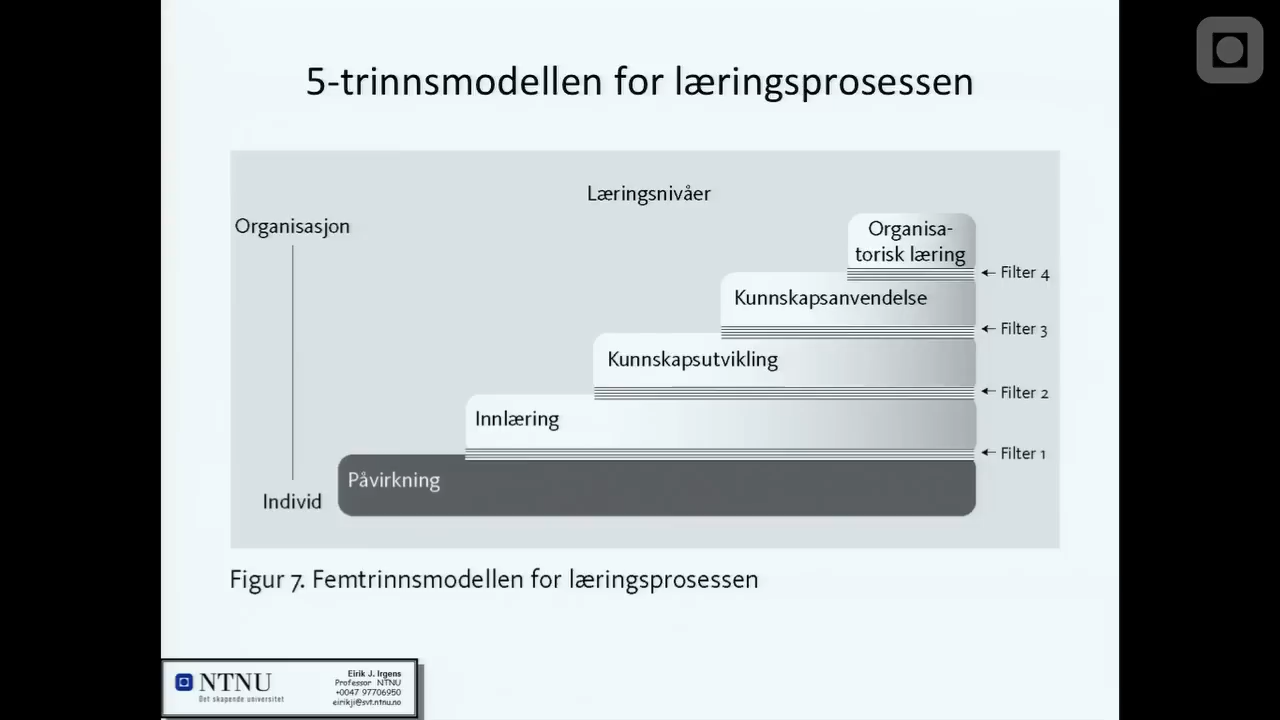 5-trinnsmodellen for læringsprosessen
Læringsnivåer
Organisasjon
Organisa-
torisk læring
Filter 4
Kunnskapsanvendelse
Filter 3
Kunnskapsutvikling
Filter 2
Innlæring
Filter 1
Påvirkning
Individ
Figur 7. Femtrinnsmodellen for læringsprosessen
NTNU
Det skapende universitet
Eirik J. Irgens
Professor NTNU
+0047 97706950
eirikji@svt.ntnu.no